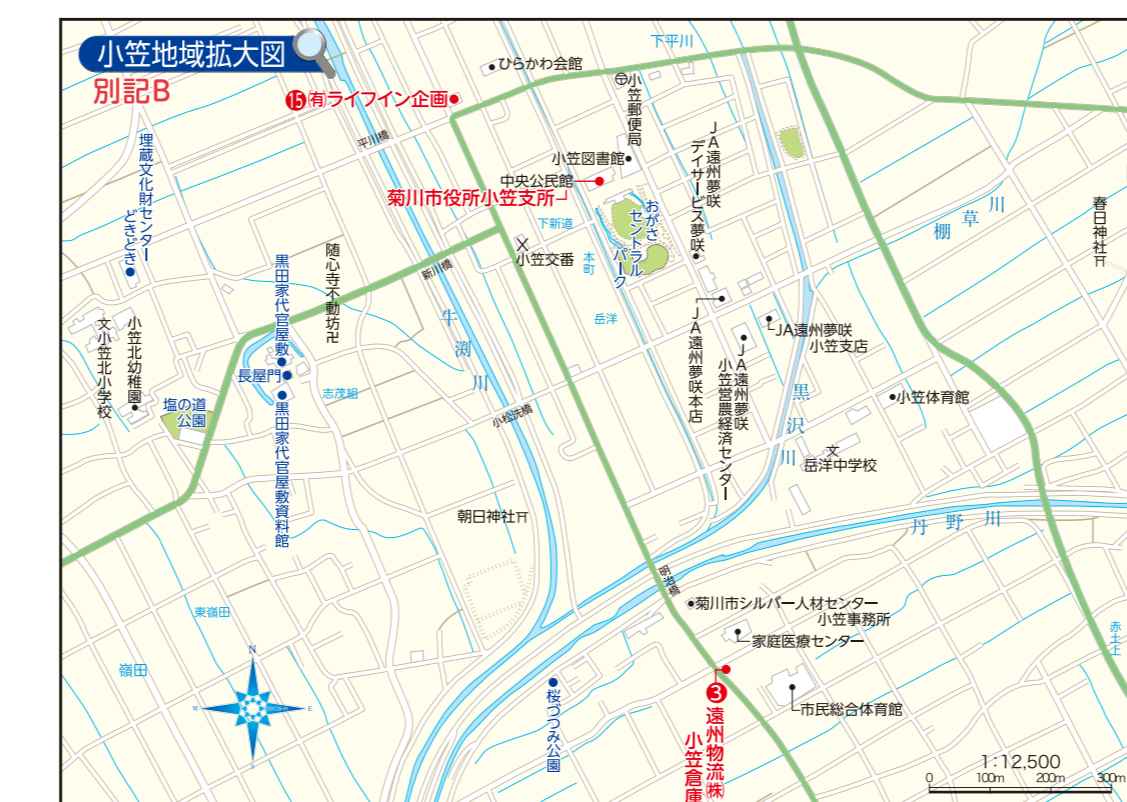 小笠地域拡大図
別記B
下平川
ひらかわ会館
⑮㈲ライフイン企画
小笠郵便局
平川橋
埋蔵文化財センター
どきどき
小笠図書館
中央公民館
菊川市役所小笠支所
JA遠州夢咲
デイサービス夢咲
おがさ
セントラル
パーク
棚草川
春日神社
下新道
本町
小笠交番
新川橋
随心寺不動坊卍
黒田家代官屋敷
長屋門
黒田家代官屋敷資料館
牛渕川
岳洋
JA遠州夢咲本店
JA遠州夢咲
小笠支店
JA遠州夢咲
小笠営農経済センター
黒沢川
小笠北幼稚園
文小笠北小学校
塩の道
公園
志茂組
小松洗橋
小笠体育館
文
岳洋中学校
朝日神社
丹野川
菊川市シルバー人材センター
小笠事務所
家庭医療センター
東嶺田
嶺田
赤土上
N
W
E
S
桜づつみ公園
❸遠州物流㈱
小笠倉庫
市民総合体育館
1:12,500
0 100m 200m 300m